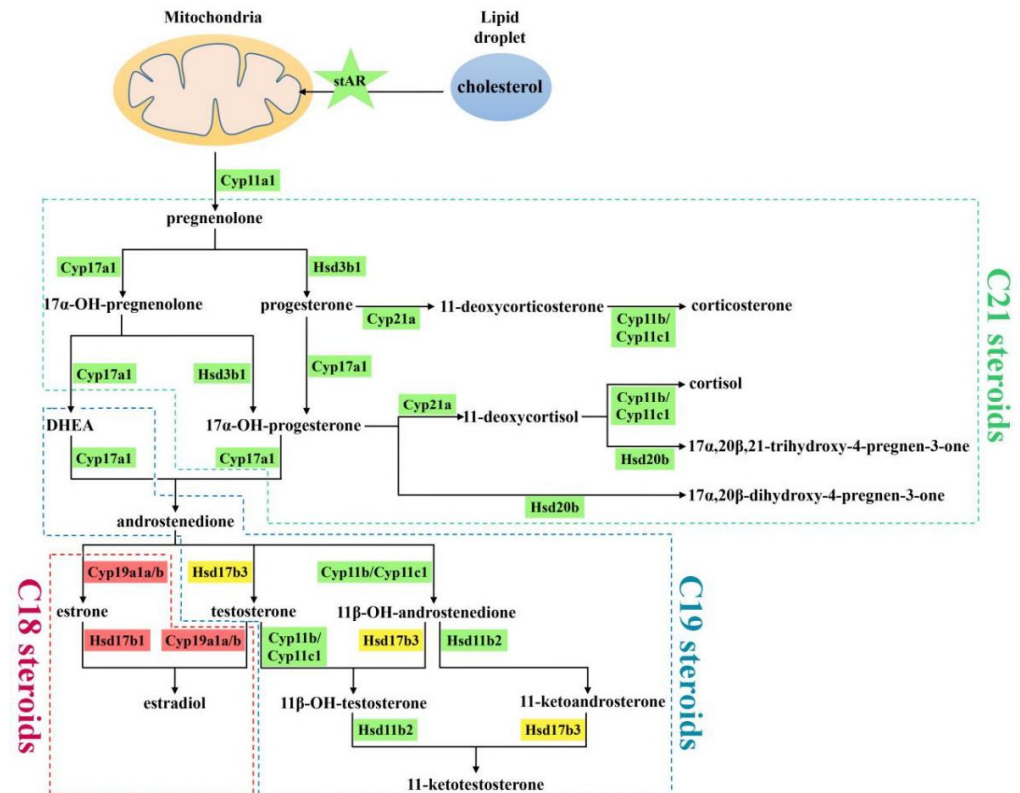 Mitochondria
Lipid
droplet
stAR
cholesterol
Cyp11a1
pregnenolone
Cyp17a1
Hsd3b1
17α-OH-pregnenolone
progesterone
11-deoxycorticosterone
corticosterone
Cyp21a
Cyp11b/
Cyp11c1
Cyp17a1
Hsd3b1
Cyp17a1
cortisol
Cyp21a
Cyp11b/
Cyp11c1
DHEA
17α-OH-progesterone
11-deoxycortisol
17α,20β,21-trihydroxy-4-pregnen-3-one
Cyp17a1
Cyp17a1
Hsd20b
17α,20β-dihydroxy-4-pregnen-3-one
Hsd20b
androstenedione
C21 steroids
Cyp19a1a/b
Hsd17b3
Cyp11b/Cyp11c1
estrone
testosterone
11β-OH-androstenedione
Hsd17b1
Cyp19a1a/b
Cyp11b/
Cyp11c1
Hsd17b3
Hsd11b2
estradiol
11β-OH-testosterone
11-ketoandrosterone
Hsd11b2
Hsd17b3
11-ketotestosterone
C18 steroids
C19 steroids